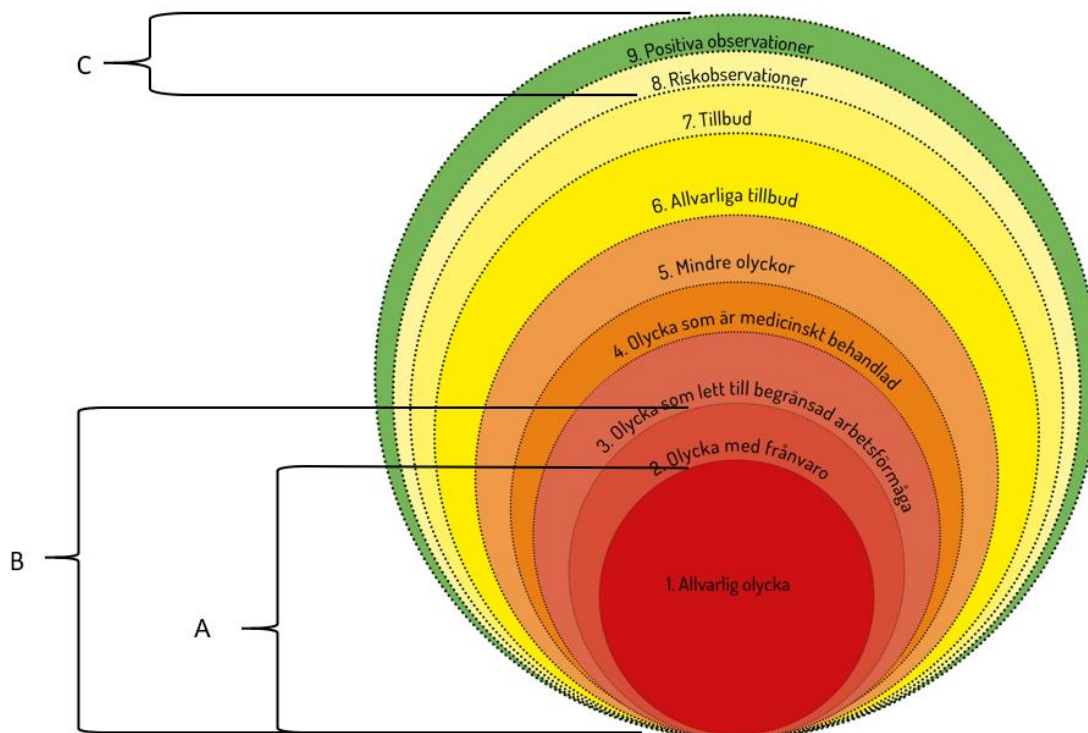 C
9. Positiva observationer
8. Riskobservationer
7. Tillbud
6. Allvarliga tillbud
5. Mindre olyckor
4. Olycka som är medicinskt behandlad
3. Olycka som lett till begränsad arbetsförmåga
2. Olycka med frånvaro
B
1. Allvarlig olycka
A